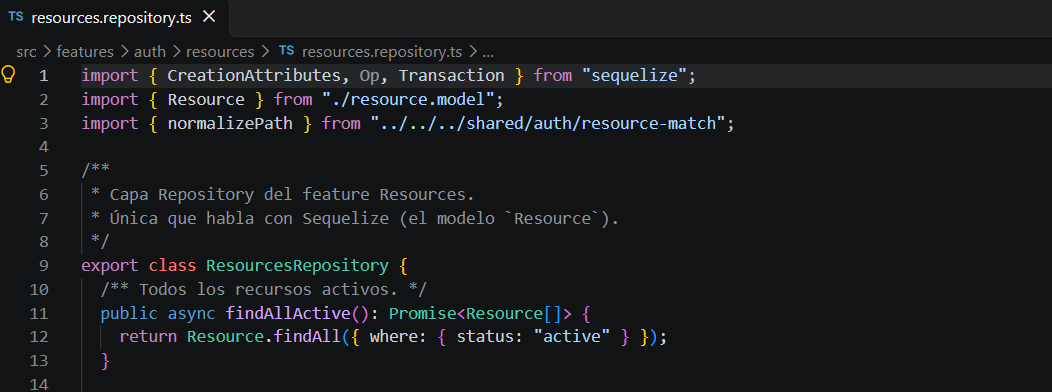 TS resources.repository.ts ×
src > features > auth > resources > TS resources.repository.ts > ...
1 import { CreationAttributes, Op, Transaction } from "sequelize";
2 import { Resource } from "./resource.model";
3 import { normalizePath } from "../../../shared/auth/resource-match";
4
5 /**
6  * Capa Repository del feature Resources.
7  * Única que habla con Sequelize (el modelo `Resource`).
8  */
9 export class ResourcesRepository {
10   /** Todos los recursos activos. */
11   public async findAllActive(): Promise<Resource[]> {
12     return Resource.findAll({ where: { status: "active" } });
13   }
14